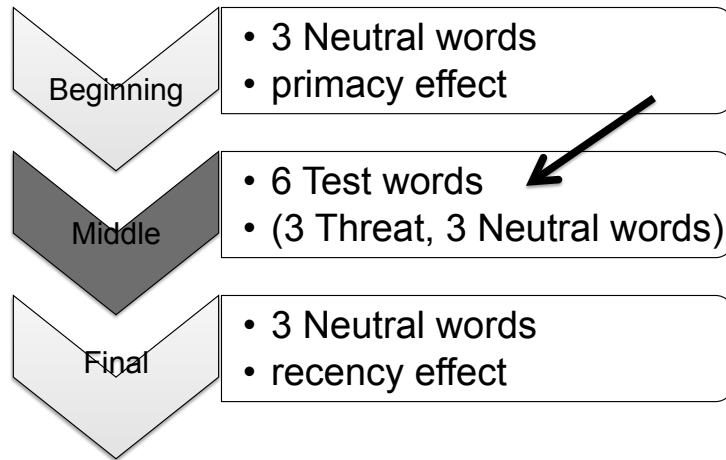 Beginning
• 3 Neutral words
• primacy effect
Middle
• 6 Test words
• (3 Threat, 3 Neutral words)
Final
• 3 Neutral words
• recency effect